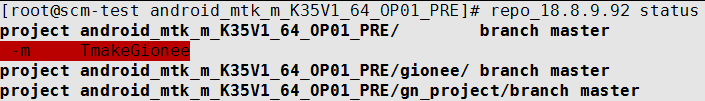 [root@scm-test android_mtk_m_K35V1_64_OP01_PRE]# repo_18.8.9.92 status
project android_mtk_m_K35V1_64_OP01_PRE/        branch master
 -m     TmakeGionee
project android_mtk_m_K35V1_64_OP01_PRE/gionee/ branch master
project android_mtk_m_K35V1_64_OP01_PRE/gn_project/branch master